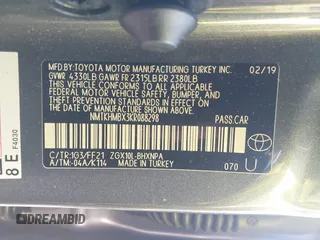 MFD BY:TOYOTA MOTOR MANUFACTURING TURKEY INC. 02/19
GVWR 4330LB GAWR FR 2315LB RR 2380LB
THIS VEHICLE CONFORMS TO ALL APPLICABLE
FEDERAL MOTOR VEHICLE SAFETY, BUMPER, AND
THEFT PREVENTION STANDARDS IN EFFECT ON
THE DATE OF MANUFACTURE SHOWN ABOVE.
NMTKHMBX3KR088298 PASS.CAR
C/TR:1G3/FF21 ZGX10L-BHXNPA
A/TM:-04A/K114 MADE IN TURKEY 070 U
8 E F4030
DREAMBID